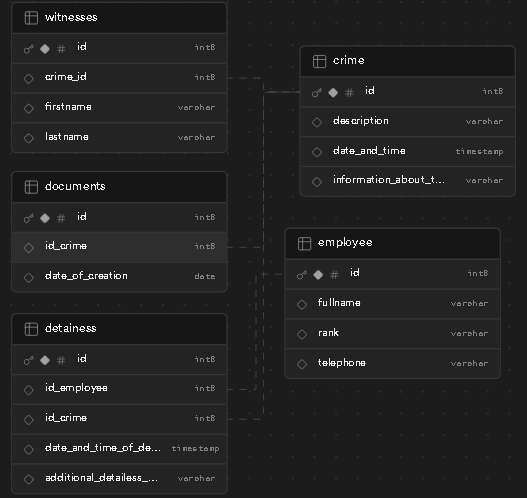 witnesses
id int8
crime_id int8
firstname varchar
lastname varchar
documents
id int8
id_crime int8
date_of_creation date
detainess
id int8
id_employee int8
id_crime int8
date_and_time_of_de... timestamp
additional_detailess_... varchar
crime
id int8
description varchar
date_and_time timestamp
information_about_t... varchar
employee
id int8
fullname varchar
rank varchar
telephone varchar